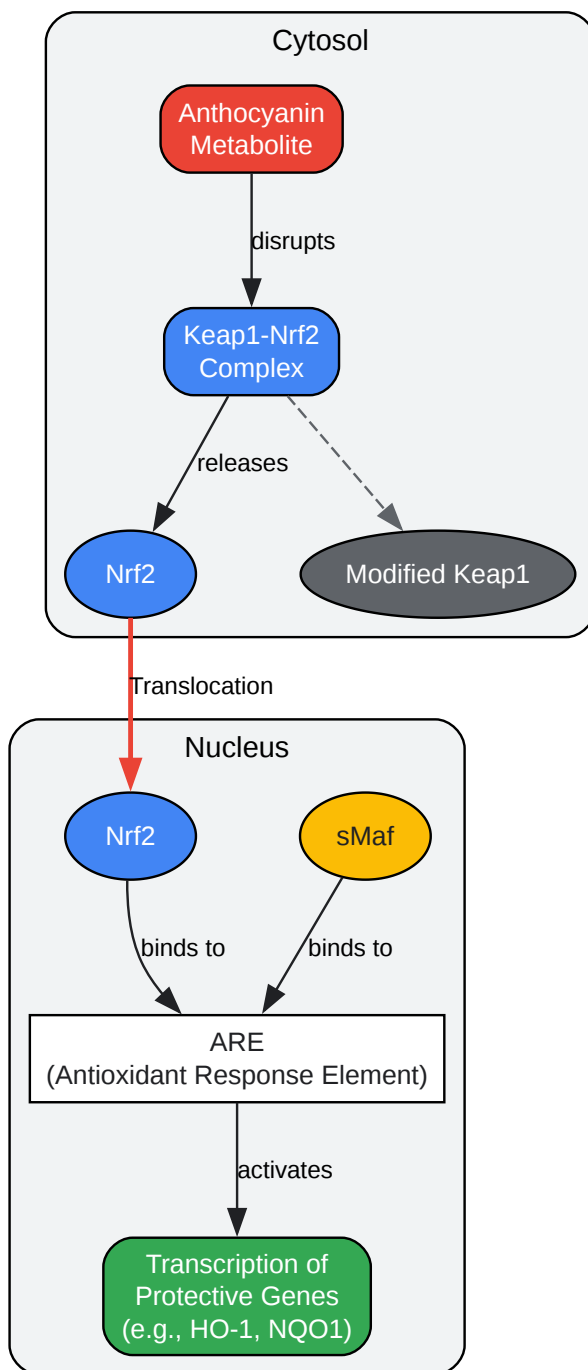 Cytosol
Anthocyanin
Metabolite
disrupts
Keap1-Nrf2
Complex
releases
Nrf2
Modified Keap1
Translocation
Nucleus
Nrf2
sMaf
binds to
binds to
ARE
(Antioxidant Response Element)
activates
Transcription of
Protective Genes
(e.g., HO-1, NQO1)